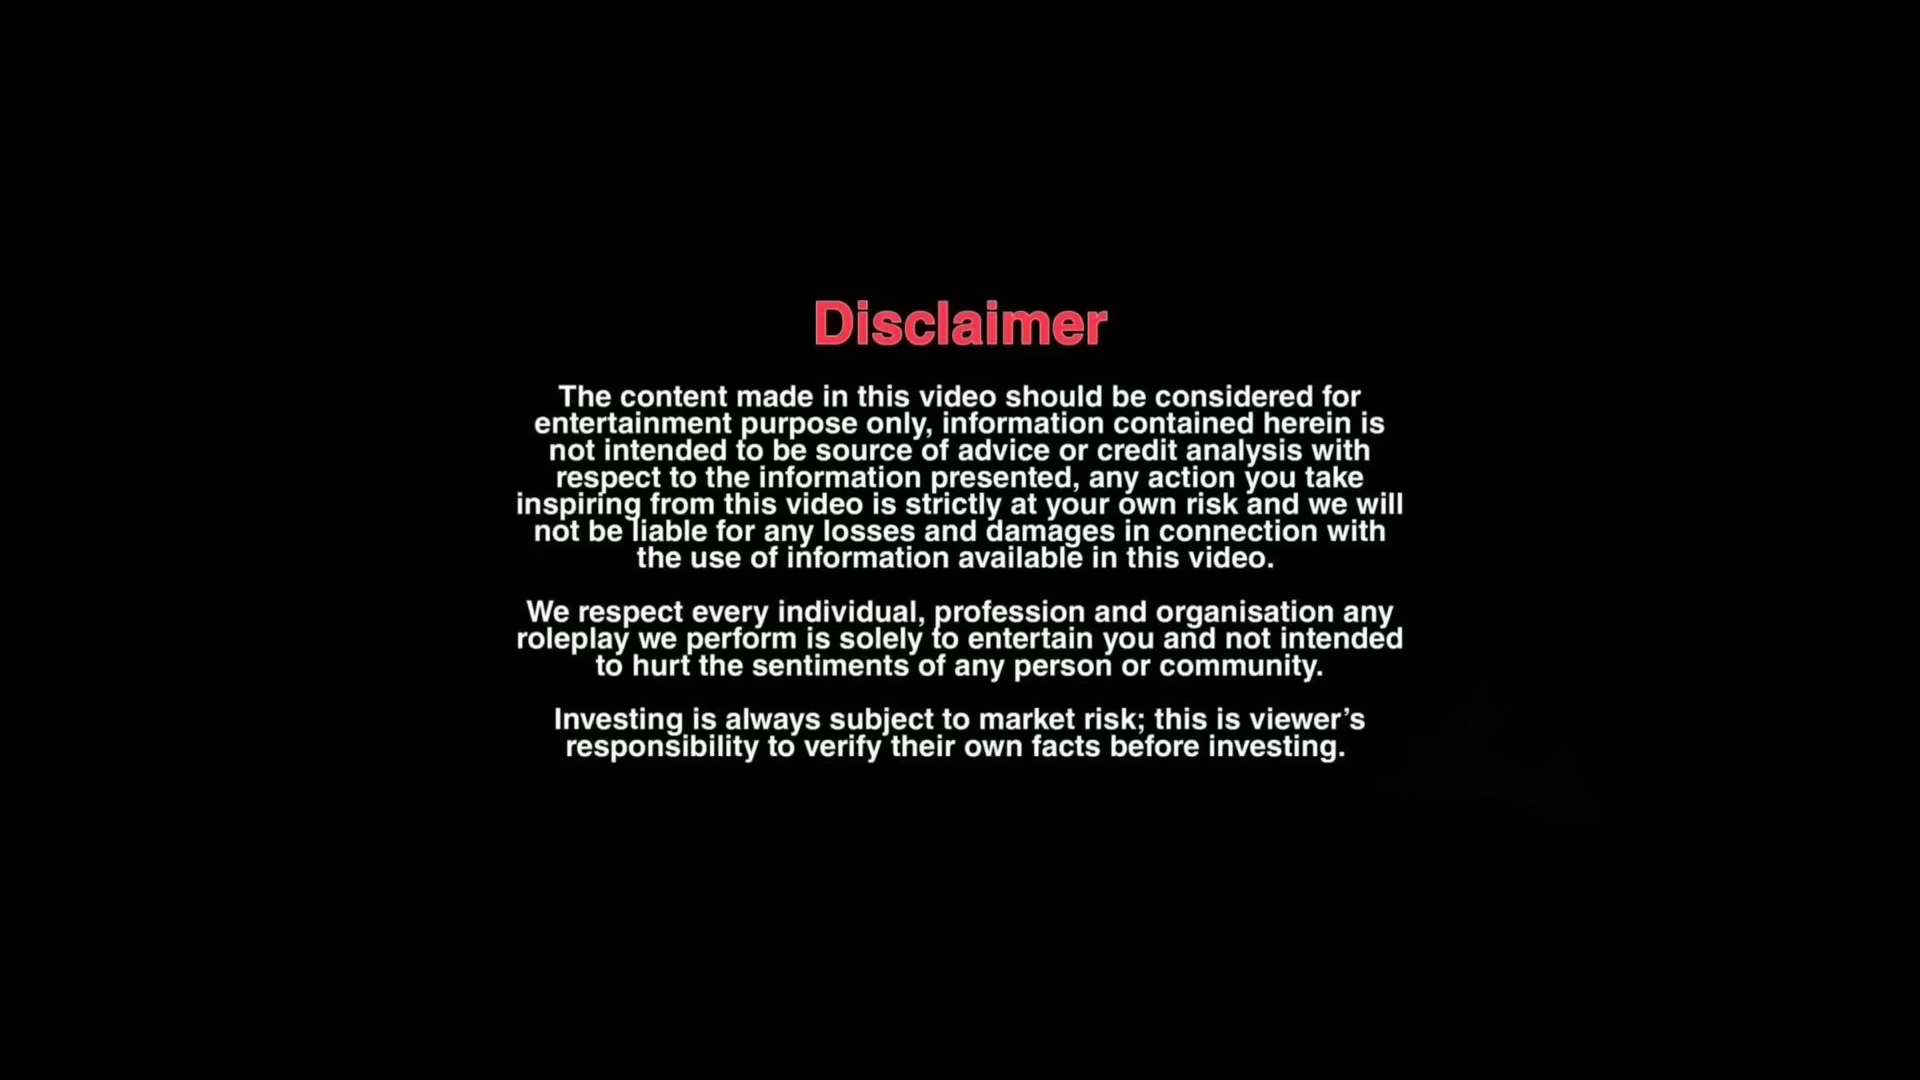 Disclaimer
The content made in this video should be considered for
entertainment purpose only, information contained herein is
not intended to be source of advice or credit analysis with
respect to the information presented, any action you take
inspiring from this video is strictly at your own risk and we will
not be liable for any losses and damages in connection with
the use of information available in this video.
We respect every individual, profession and organisation any
roleplay we perform is solely to entertain you and not intended
to hurt the sentiments of any person or community.
Investing is always subject to market risk; this is viewer’s
responsibility to verify their own facts before investing.